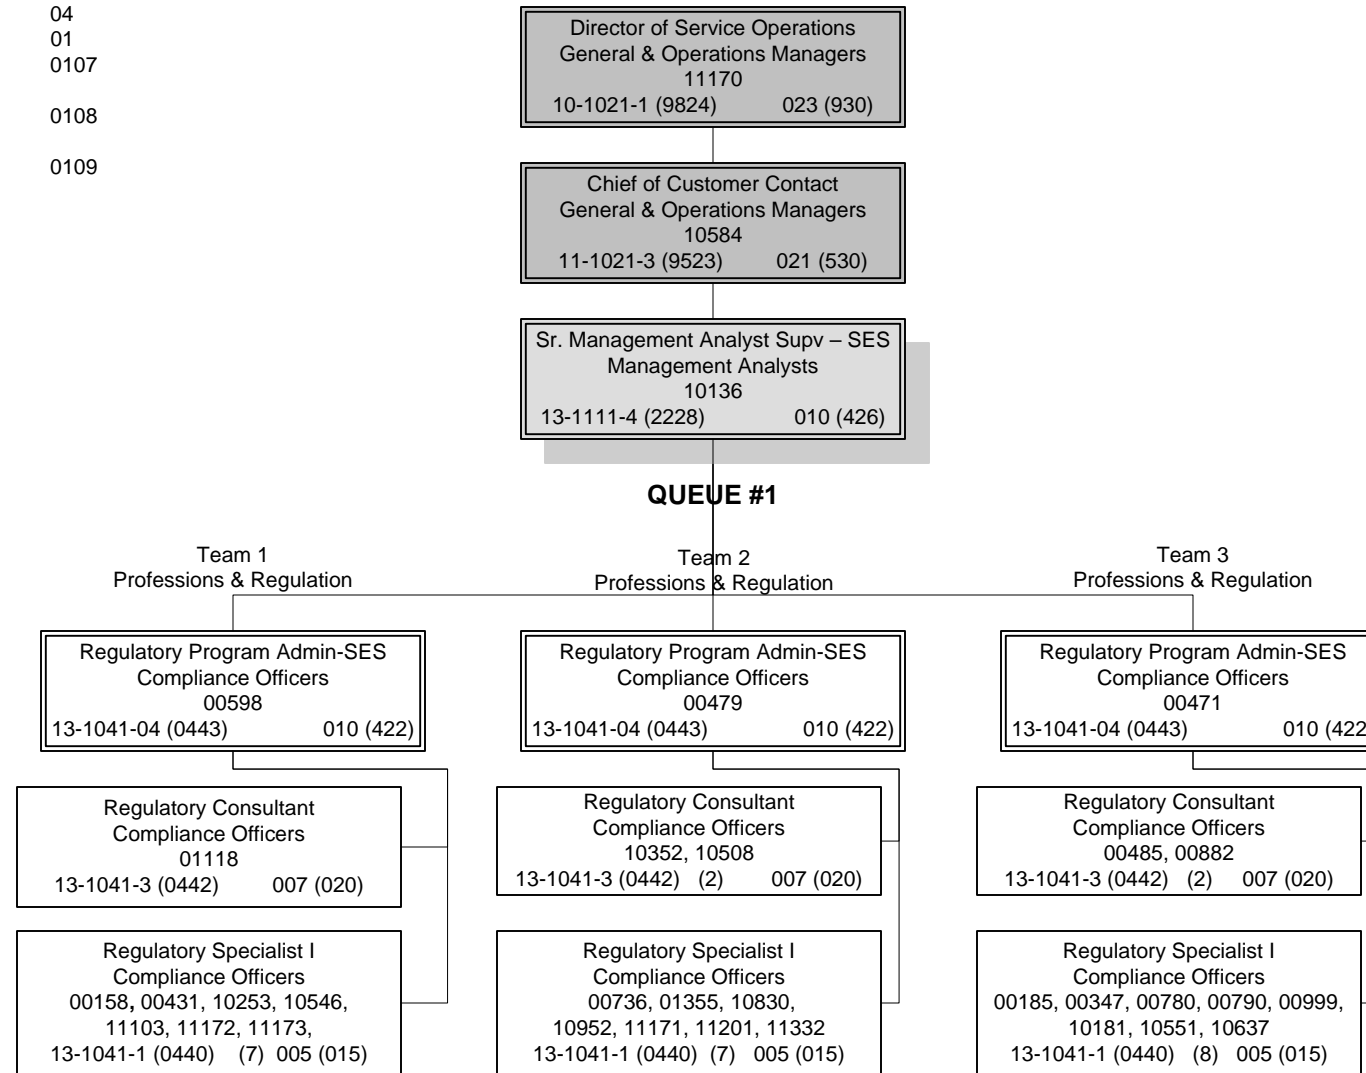 04
01
0107
0108
0109
Director of Service Operations
General & Operations Managers
11170
10-1021-1 (9824) 023 (930)
Chief of Customer Contact
General & Operations Managers
10584
11-1021-3 (9523) 021 (530)
Sr. Management Analyst Supv – SES
Management Analysts
10136
13-1111-4 (2228) 010 (426)
QUEUE #1
Team 1
Professions & Regulation
Regulatory Program Admin-SES
Compliance Officers
00598
13-1041-04 (0443) 010 (422)
Regulatory Consultant
Compliance Officers
01118
13-1041-3 (0442) 007 (020)
Regulatory Specialist I
Compliance Officers
00158, 00431, 10253, 10546,
11103, 11172, 11173,
13-1041-1 (0440) (7) 005 (015)
Team 2
Professions & Regulation
Regulatory Program Admin-SES
Compliance Officers
00479
13-1041-04 (0443) 010 (422)
Regulatory Consultant
Compliance Officers
10352, 10508
13-1041-3 (0442) (2) 007 (020)
Regulatory Specialist I
Compliance Officers
00736, 01355, 10830,
10952, 11171, 11201, 11332
13-1041-1 (0440) (7) 005 (015)
Team 3
Professions & Regulation
Regulatory Program Admin-SES
Compliance Officers
00471
13-1041-04 (0443) 010 (422
Regulatory Consultant
Compliance Officers
00485, 00882
13-1041-3 (0442) (2) 007 (020)
Regulatory Specialist I
Compliance Officers
00185, 00347, 00780, 00790, 00999,
10181, 10551, 10637
13-1041-1 (0440) (8) 005 (015)